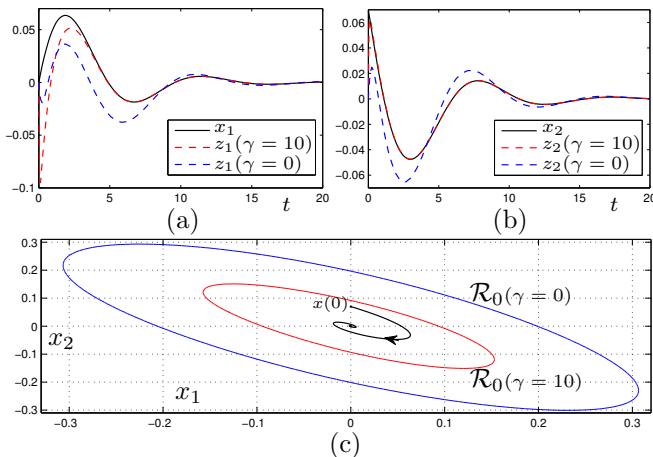 0.05
0
−0.05
−0.1
0 5 10 15 20
x₁
z₁(γ = 10)
z₁(γ = 0)
(a)
t
0.06
0.04
0.02
0
−0.02
−0.04
−0.06
0 5 10 15 20
x₂
z₂(γ = 10)
z₂(γ = 0)
(b)
t
0.3
0.2
0.1
0
−0.1
−0.2
−0.3
x(0)
R₀(γ = 0)
R₀(γ = 10)
x₂
x₁
−0.3 −0.2 −0.1 0 0.1 0.2 0.3
(c)